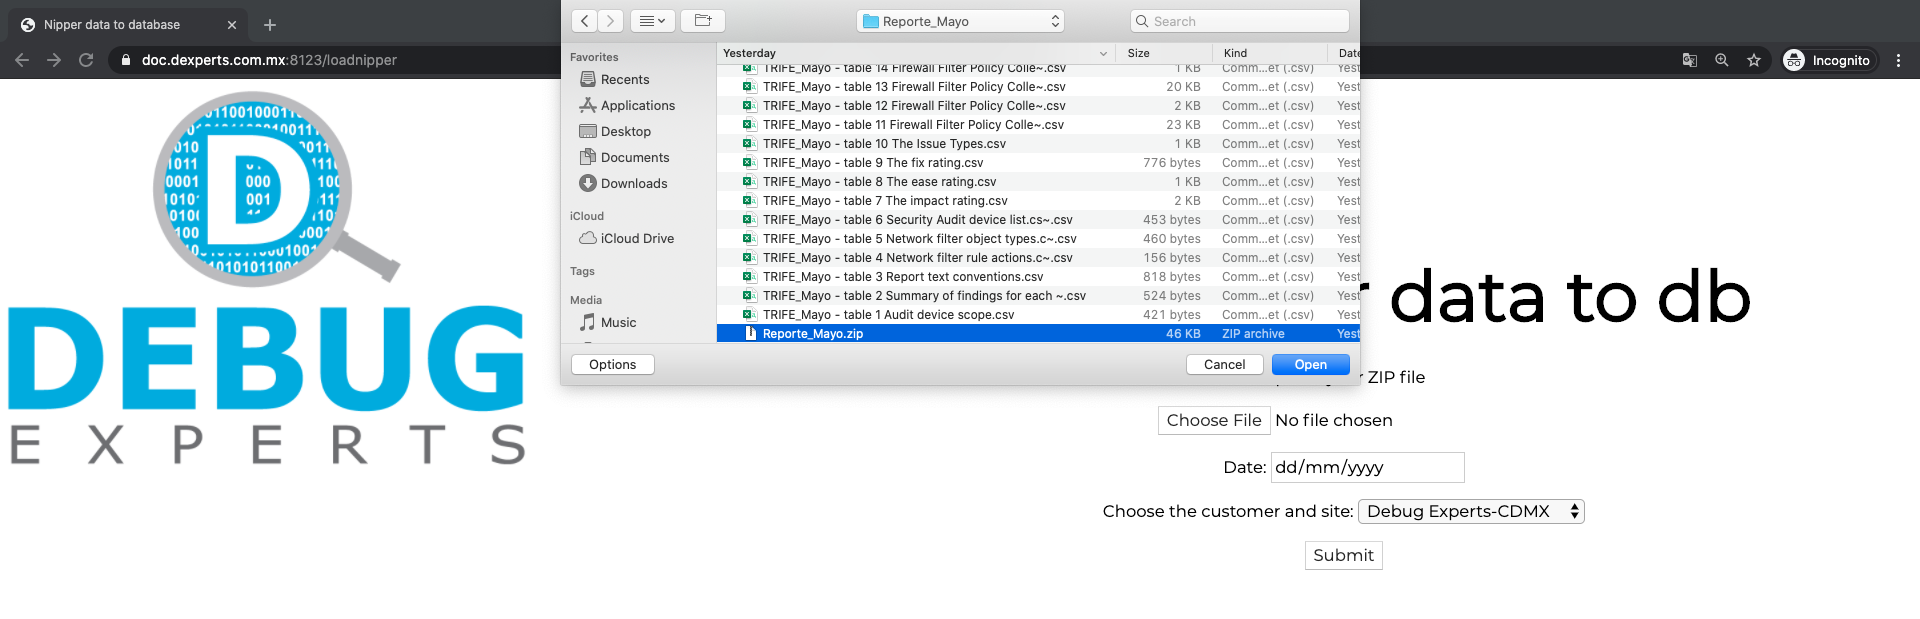 Nipper data to database
doc.dexperts.com.mx:8123/loadnipper
Incognito
Reporte_Mayo
Search
Favorites
Recents
Applications
Desktop
Documents
Downloads
iCloud
iCloud Drive
Tags
Media
Music
Yesterday Size Kind Date
TRIFE_Mayo - table 14 Firewall Filter Policy Colle~.csv 1 KB Comm...et (.csv) Yest
TRIFE_Mayo - table 13 Firewall Filter Policy Colle~.csv 20 KB Comm...et (.csv) Yest
TRIFE_Mayo - table 12 Firewall Filter Policy Colle~.csv 2 KB Comm...et (.csv) Yest
TRIFE_Mayo - table 11 Firewall Filter Policy Colle~.csv 23 KB Comm...et (.csv) Yest
TRIFE_Mayo - table 10 The Issue Types.csv 1 KB Comm...et (.csv) Yest
TRIFE_Mayo - table 9 The fix rating.csv 776 bytes Comm...et (.csv) Yest
TRIFE_Mayo - table 8 The ease rating.csv 1 KB Comm...et (.csv) Yest
TRIFE_Mayo - table 7 The impact rating.csv 2 KB Comm...et (.csv) Yest
TRIFE_Mayo - table 6 Security Audit device list.cs~.csv 453 bytes Comm...et (.csv) Yest
TRIFE_Mayo - table 5 Network filter object types.c~.csv 460 bytes Comm...et (.csv) Yest
TRIFE_Mayo - table 4 Network filter rule actions.c~.csv 156 bytes Comm...et (.csv) Yest
TRIFE_Mayo - table 3 Report text conventions.csv 818 bytes Comm...et (.csv) Yest
TRIFE_Mayo - table 2 Summary of findings for each ~.csv 524 bytes Comm...et (.csv) Yest
TRIFE_Mayo - table 1 Audit device scope.csv 421 bytes Comm...et (.csv) Yest
Reporte_Mayo.zip 46 KB ZIP archive Yest
Options
Cancel
Open
D
DEBUG
EXPERTS
r data to db
r ZIP file
Choose File No file chosen
Date: dd/mm/yyyy
Choose the customer and site: Debug Experts-CDMX
Submit